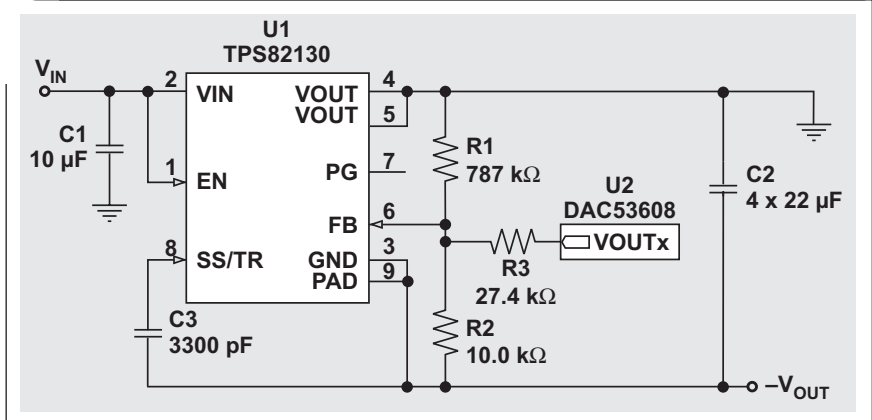 U1
TPS82130
V_IN
2
VIN
VOUT
4
VOUT
5
C1
10 µF
1
EN
PG
7
R1
787 kΩ
C2
4 x 22 µF
U2
DAC53608
FB
6
VOUTx
8
SS/TR
GND
3
PAD
9
R3
27.4 kΩ
C3
3300 pF
R2
10.0 kΩ
–V_OUT